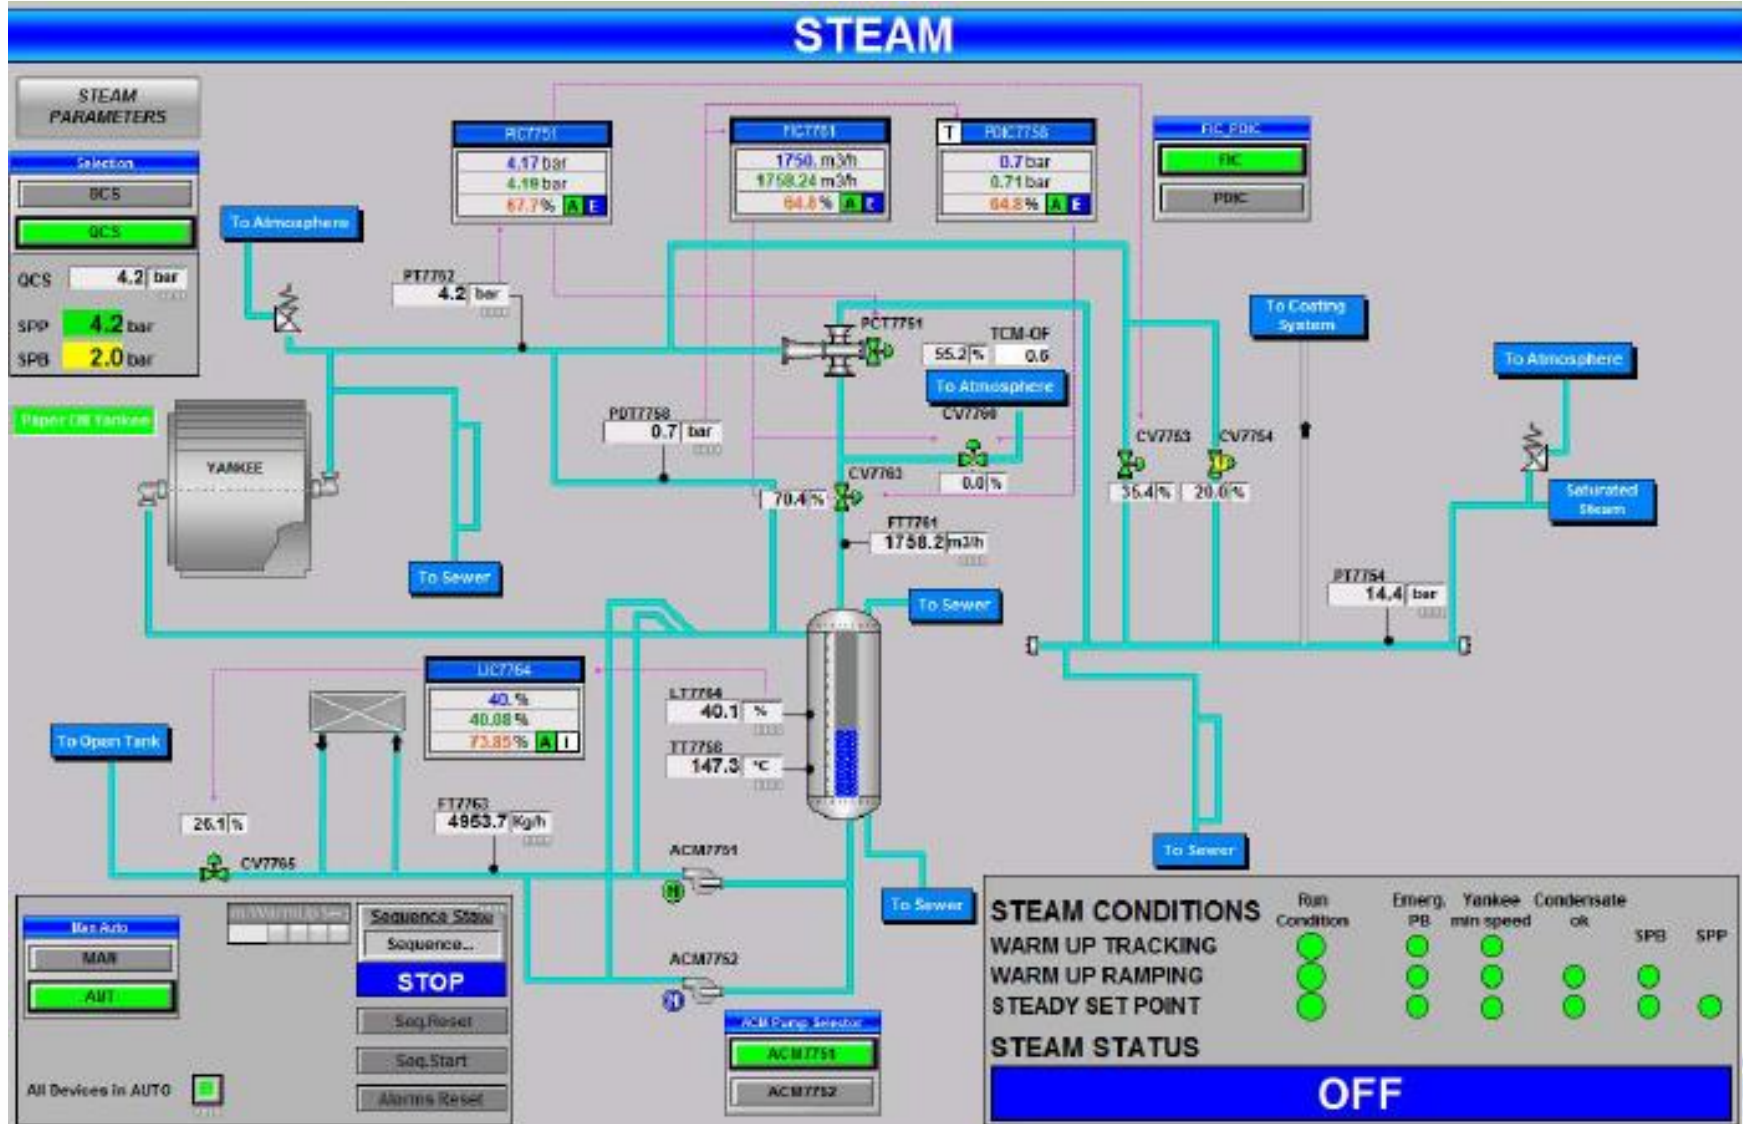 STEAM
STEAM
PARAMETERS
Selection
QCS
QCS 4.2 bar
SPP 4.2 bar
SPB 2.0 bar
Paper ON Yankee
To Atmosphere
PIC7751
4.17 bar
4.19 bar
67.7% A E
FIC7761
1750. m3/h
1758.24 m3/h
64.8% A E
T PDIC7758
0.7 bar
0.71 bar
64.8% A E
FIC_PDIC
FIC
PDIC
PT7752
4.2 bar
PCT7751
TCM-OF
55.2 %
0.6
To Atmosphere
To Coating
System
To Atmosphere
PDT7758
0.7 bar
CV7753
CV7754
35.4 %
20.0 %
CV7763
70.4 %
0.0 %
YANKEE
FT7761
1758.2 m3/h
Saturated
Steam
To Sewer
To Sewer
PT7754
14.4 bar
LIC7764
40. %
40.08 %
73.85 % A I
LT7764
40.1 %
TT7756
147.3 °C
To Open Tank
26.1 %
CV7765
FT7763
4953.7 Kg/h
ACM7751
ACM7752
To Sewer
To Sewer
Man Auto
MAN
AUT
All Devices in AUTO
Sequence...
STOP
Seq.Reset
Seq.Start
Alarms Reset
ACM Pump Selector
ACM7751
ACM7752
STEAM CONDITIONS
Run
Condition
Emerg.
PB
Yankee
min speed
Condensate
ok
SPB
SPP
WARM UP TRACKING
WARM UP RAMPING
STEADY SET POINT
STEAM STATUS
OFF